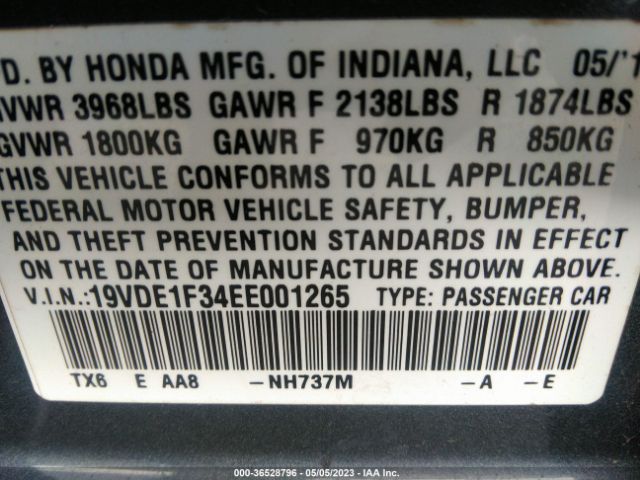 D. BY HONDA MFG. OF INDIANA, LLC 05/'1
GVWR 3968LBS GAWR F 2138LBS R 1874LBS
GVWR 1800KG GAWR F 970KG R 850KG
THIS VEHICLE CONFORMS TO ALL APPLICABLE
FEDERAL MOTOR VEHICLE SAFETY, BUMPER,
AND THEFT PREVENTION STANDARDS IN EFFECT
ON THE DATE OF MANUFACTURE SHOWN ABOVE.
V.I.N.:19VDE1F34EE001265 TYPE: PASSENGER CAR
TX6 E AA8 -NH737M -A -E
000-36528796 - 05/05/2023 - IAA Inc.